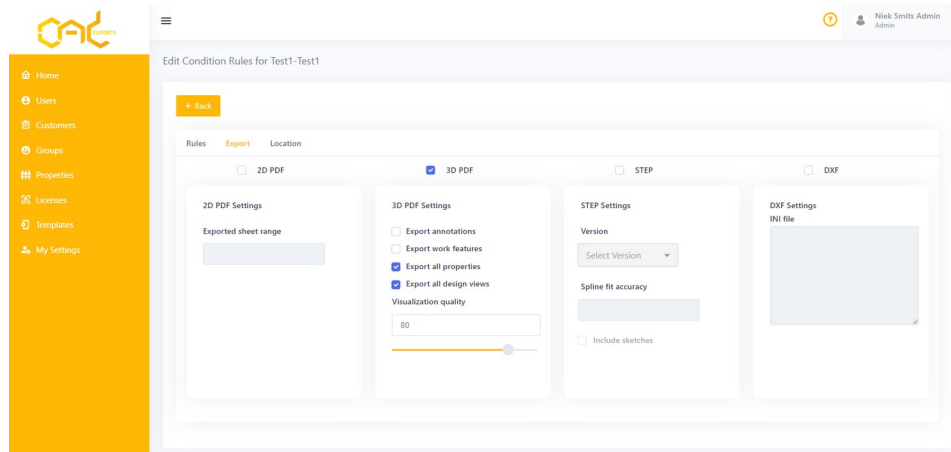 CAD EXPORTS
Niek Smits Admin
Admin
Edit Condition Rules for Test1-Test1
Home
Users
Customers
Groups
Properties
Licenses
Templates
My Settings
← Back
Rules Export Location
2D PDF
3D PDF
STEP
DXF
2D PDF Settings
Exported sheet range
3D PDF Settings
Export annotations
Export work features
Export all properties
Export all design views
Visualization quality
80
STEP Settings
Version
Select Version
Spline fit accuracy
Include sketches
DXF Settings
INI file